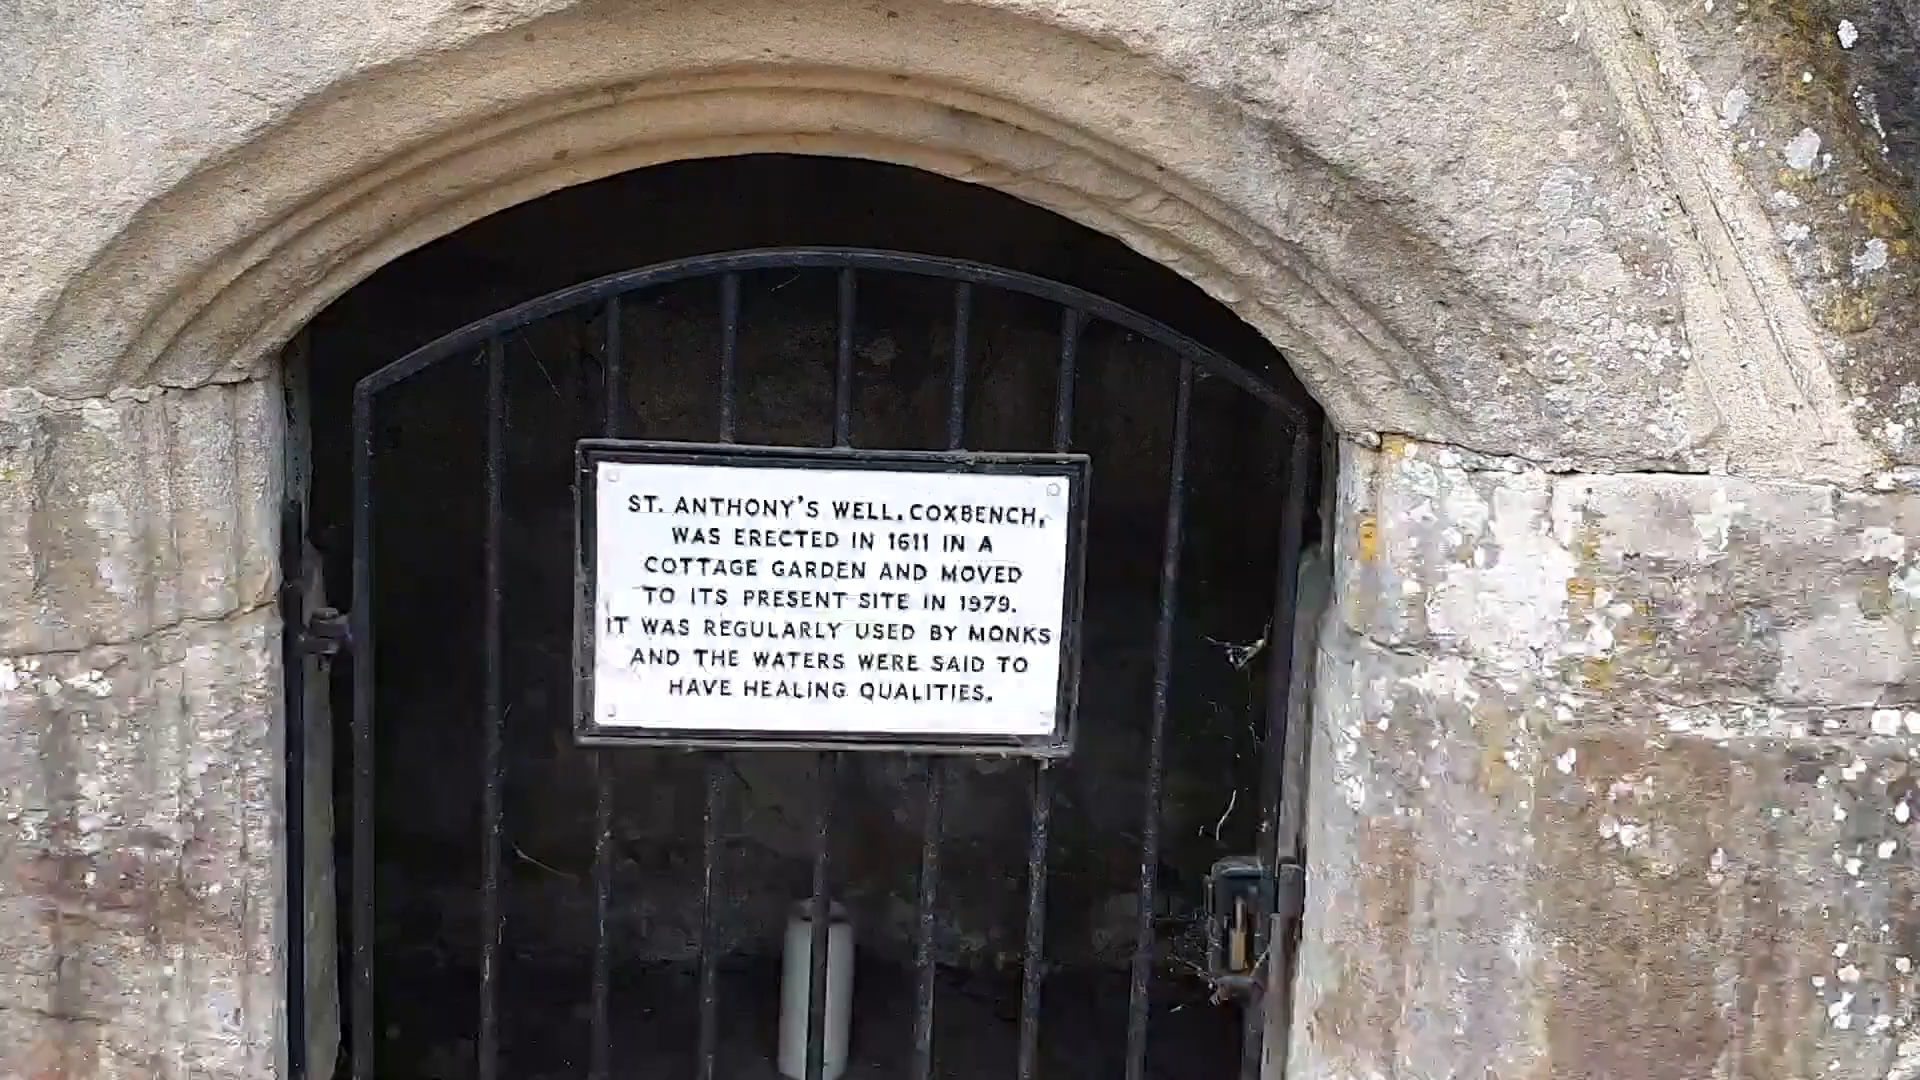 ST. ANTHONY'S WELL, COXBENCH,
WAS ERECTED IN 1611 IN A
COTTAGE GARDEN AND MOVED
TO ITS PRESENT SITE IN 1979.
IT WAS REGULARLY USED BY MONKS
AND THE WATERS WERE SAID TO
HAVE HEALING QUALITIES.